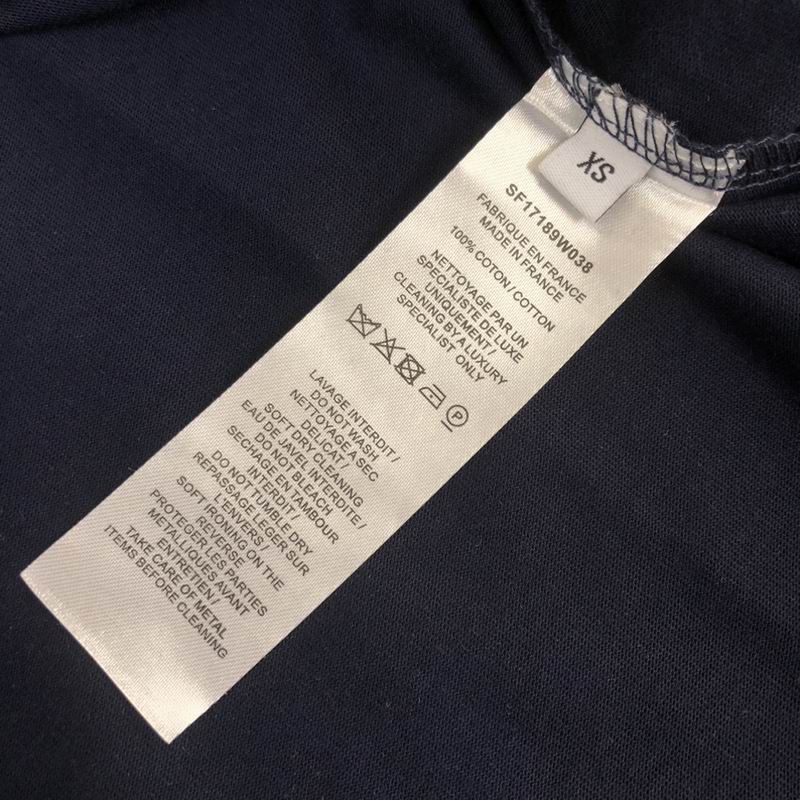 XS
SF17189W038
FABRIQUE EN FRANCE
MADE IN FRANCE
100% COTON / COTTON
NETTOYAGE PAR UN
SPECIALISTE DE LUXE
UNIQUEMENT /
CLEANING BY A LUXURY
SPECIALIST ONLY
P
LAVAGE INTERDIT /
DO NOT WASH
NETTOYAGE A SEC
DELICAT /
SOFT DRY CLEANING
EAU DE JAVEL INTERDITE /
DO NOT BLEACH
SECHAGE EN TAMBOUR
INTERDIT /
DO NOT TUMBLE DRY
REPASSAGE LEGER SUR
L'ENVERS /
SOFT IRONING ON THE
REVERSE
PROTEGER LES PARTIES
METALLIQUES AVANT
ENTRETIEN /
TAKE CARE OF METAL
ITEMS BEFORE CLEANING